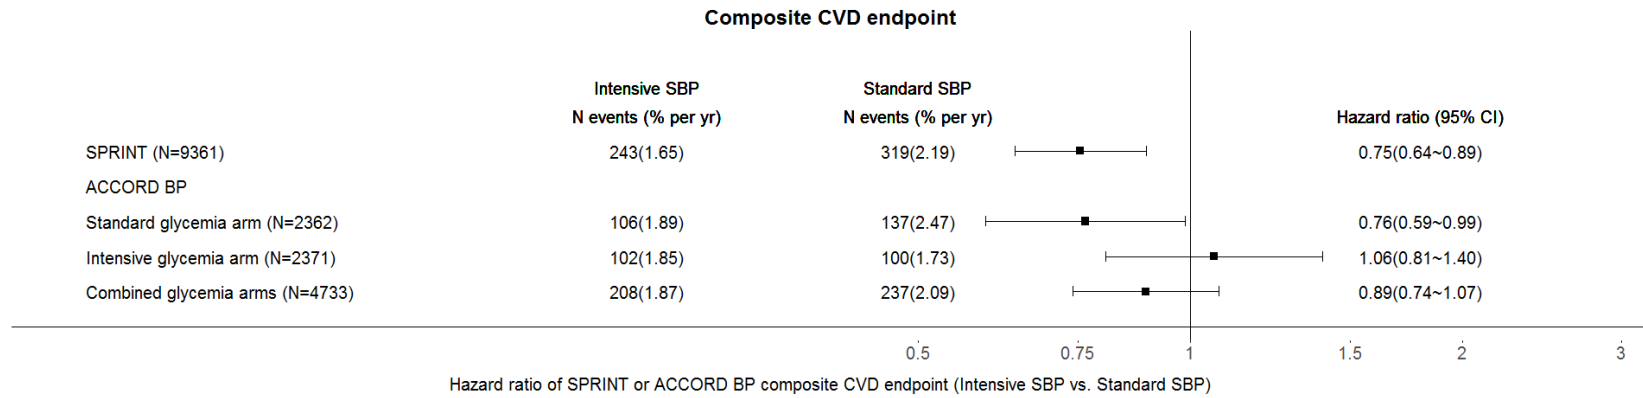 Composite CVD endpoint
Intensive SBP Standard SBP
N events (% per yr) N events (% per yr) Hazard ratio (95% CI)
SPRINT (N=9361) 243(1.65) 319(2.19) 0.75(0.64~0.89)
ACCORD BP
Standard glycemia arm (N=2362) 106(1.89) 137(2.47) 0.76(0.59~0.99)
Intensive glycemia arm (N=2371) 102(1.85) 100(1.73) 1.06(0.81~1.40)
Combined glycemia arms (N=4733) 208(1.87) 237(2.09) 0.89(0.74~1.07)
0.5 0.75 1 1.5 2 3
Hazard ratio of SPRINT or ACCORD BP composite CVD endpoint (Intensive SBP vs. Standard SBP)